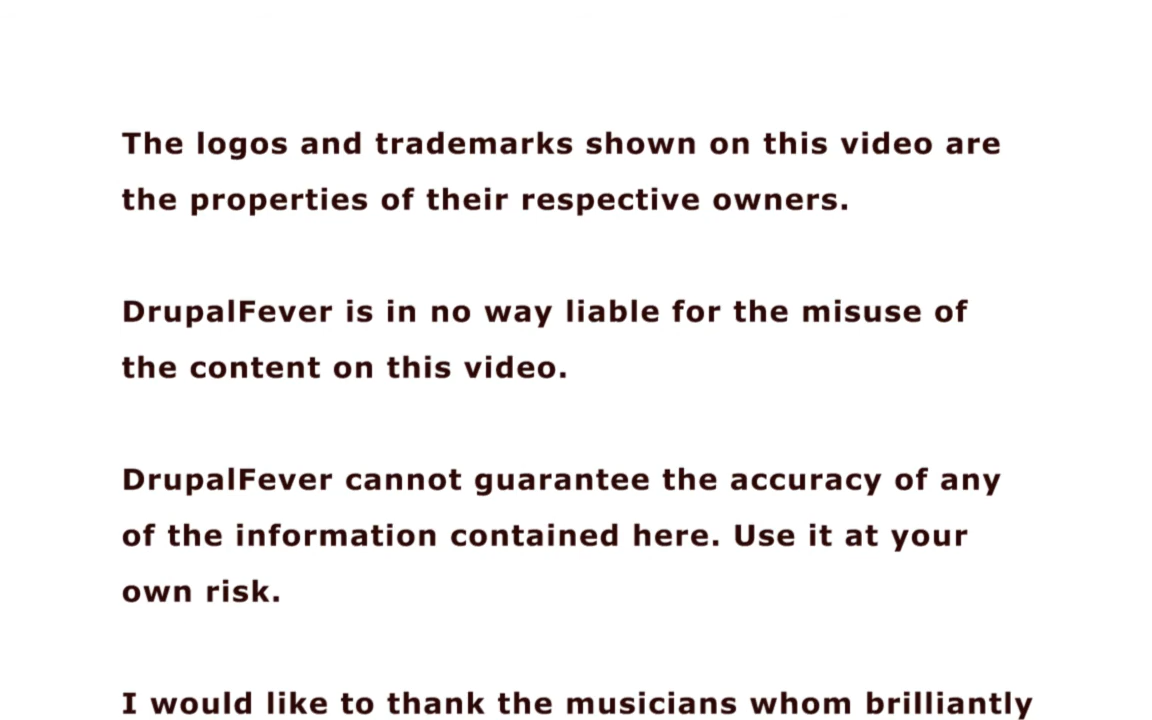 The logos and trademarks shown on this video are
the properties of their respective owners.
DrupalFever is in no way liable for the misuse of
the content on this video.
DrupalFever cannot guarantee the accuracy of any
of the information contained here. Use it at your
own risk.
I would like to thank the musicians whom brilliantly